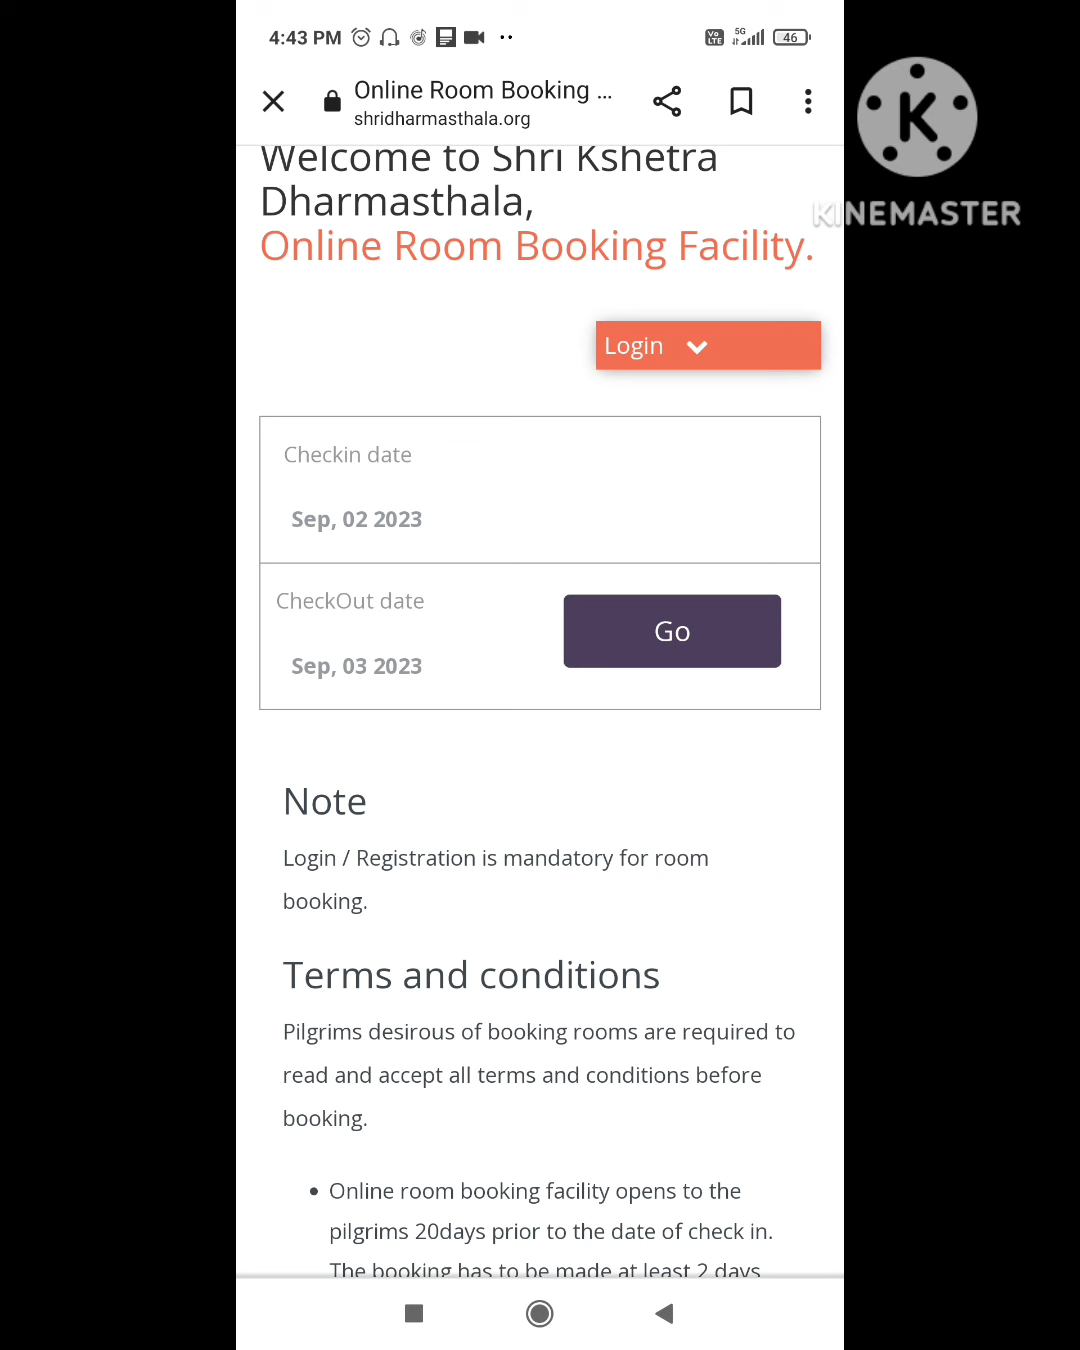 4:43 PM
Vo LTE 5G 46
Online Room Booking ...
shridharmasthala.org
K
KINEMASTER
Welcome to Shri Kshetra
Dharmasthala,
Online Room Booking Facility.
Login
Checkin date
Sep, 02 2023
CheckOut date
Go
Sep, 03 2023
Note
Login / Registration is mandatory for room
booking.
Terms and conditions
Pilgrims desirous of booking rooms are required to
read and accept all terms and conditions before
booking.
• Online room booking facility opens to the
pilgrims 20days prior to the date of check in.
The booking has to be made at least 2 days